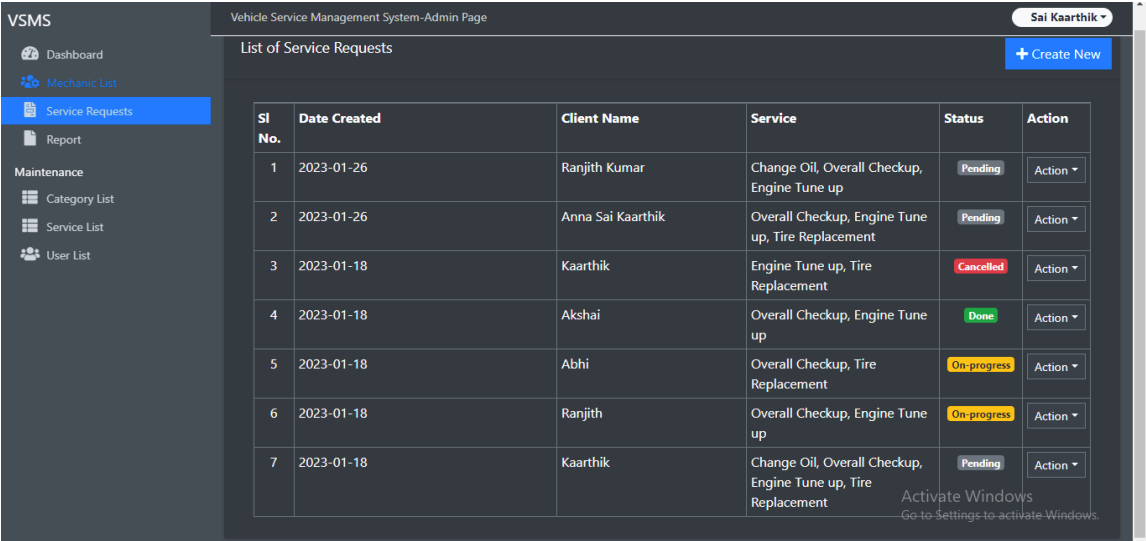 VSMS
Vehicle Service Management System-Admin Page
Sai Kaarthik
Dashboard
Mechanic List
Service Requests
Report
Maintenance
Category List
Service List
User List
List of Service Requests
Create New
Sl No. Date Created Client Name Service Status Action
1 2023-01-26 Ranjith Kumar Change Oil, Overall Checkup, Pending Action
Engine Tune up
2 2023-01-26 Anna Sai Kaarthik Overall Checkup, Engine Tune Pending Action
up, Tire Replacement
3 2023-01-18 Kaarthik Engine Tune up, Tire Cancelled Action
Replacement
4 2023-01-18 Akshai Overall Checkup, Engine Tune Done Action
up
5 2023-01-18 Abhi Overall Checkup, Tire On-progress Action
Replacement
6 2023-01-18 Ranjith Overall Checkup, Engine Tune On-progress Action
up
7 2023-01-18 Kaarthik Change Oil, Overall Checkup, Pending Action
Engine Tune up, Tire
Replacement
Activate Windows
Go to Settings to activate Windows.